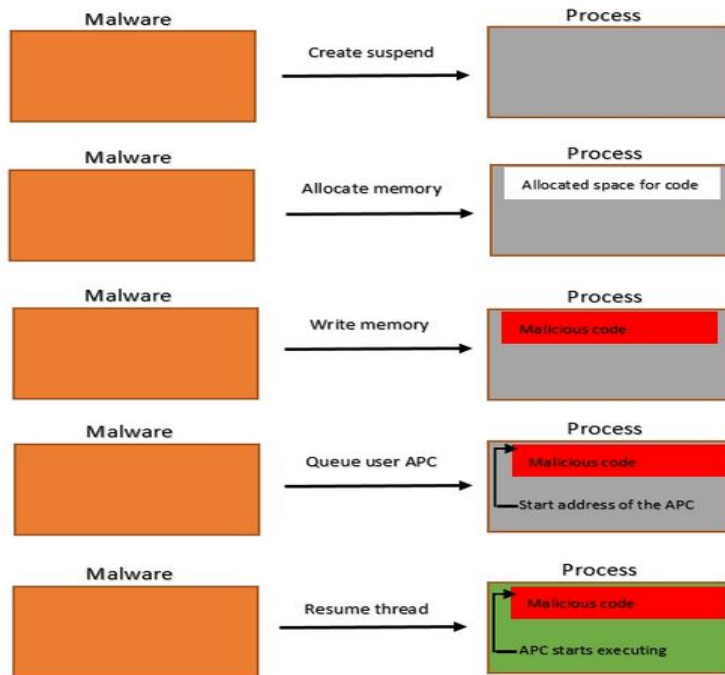 Malware
Process
Create suspend
Malware
Process
Allocate memory
Allocated space for code
Malware
Process
Write memory
Malicious code
Malware
Process
Queue user APC
Malicious code
Start address of the APC
Malware
Process
Resume thread
Malicious code
APC starts executing